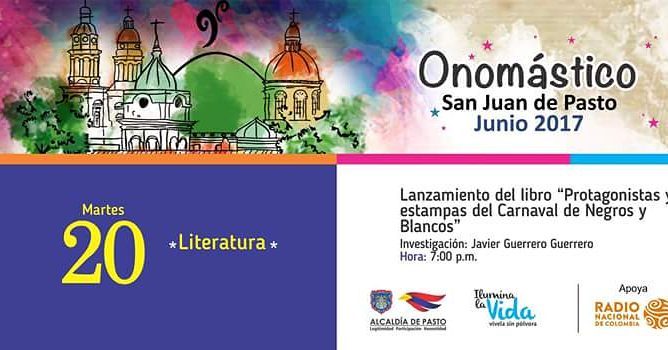 Onomástico
San Juan de Pasto
Junio 2017
Martes
20
*Literatura*
Lanzamiento del libro "Protagonistas y
estampas del Carnaval de Negros y
Blancos"
Investigación: Javier Guerrero Guerrero
Hora: 7:00 p.m.
ALCALDÍA DE PASTO
Legitimidad Participación Honestidad
Ilumina
la Vida
vívela sin pólvora
Apoya
RADIO
NACIONAL
DE COLOMBIA